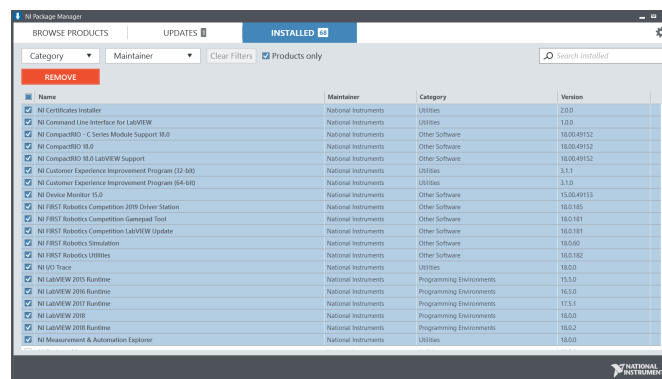 NI Package Manager
BROWSE PRODUCTS UPDATES INSTALLED 68
Category Maintainer Clear Filters Products only Search installed
REMOVE
Name Maintainer Category Version
NI Certificates Installer National Instruments Utilities 2.0.0
NI Command Line Interface for LabVIEW National Instruments Utilities 1.0.0
NI CompactRIO - C Series Module Support 18.0 National Instruments Other Software 18.00.49152
NI CompactRIO 18.0 National Instruments Other Software 18.00.49152
NI CompactRIO 18.0 LabVIEW Support National Instruments Other Software 18.00.49152
NI Customer Experience Improvement Program (32-bit) National Instruments Utilities 3.1.1
NI Customer Experience Improvement Program (64-bit) National Instruments Utilities 3.1.0
NI Device Monitor 15.0 National Instruments Other Software 15.00.49153
NI FIRST Robotics Competition 2019 Driver Station National Instruments Other Software 18.0.185
NI FIRST Robotics Competition Gamepad Tool National Instruments Other Software 18.0.181
NI FIRST Robotics Competition LabVIEW Update National Instruments Other Software 18.0.181
NI FIRST Robotics Simulation National Instruments Other Software 18.0.60
NI FIRST Robotics Utilities National Instruments Other Software 18.0.182
NI I/O Trace National Instruments Utilities 18.0.0
NI LabVIEW 2015 Runtime National Instruments Programming Environments 15.5.0
NI LabVIEW 2016 Runtime National Instruments Programming Environments 16.5.0
NI LabVIEW 2017 Runtime National Instruments Programming Environments 17.5.1
NI LabVIEW 2018 National Instruments Programming Environments 18.0.0
NI LabVIEW 2018 Runtime National Instruments Programming Environments 18.0.2
NI Measurement & Automation Explorer National Instruments Utilities 18.0.0
NATIONAL
INSTRUMEN